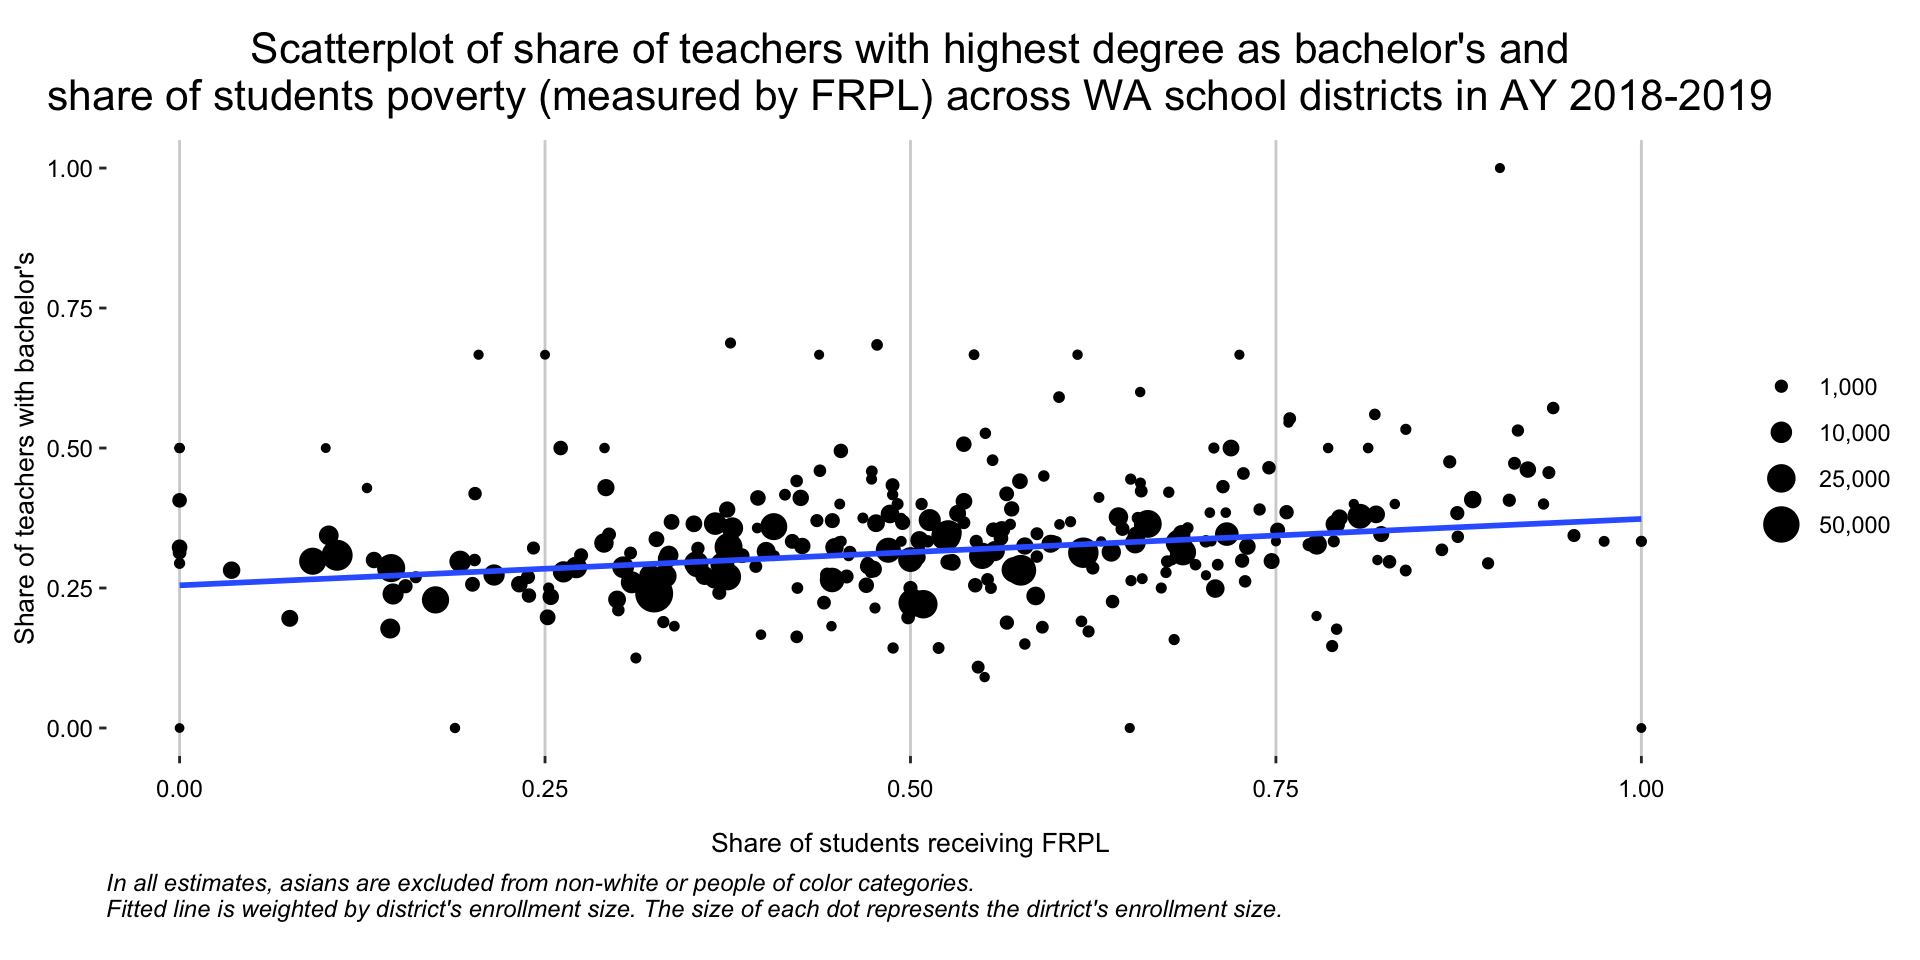 Scatterplot of share of teachers with highest degree as bachelor's and
share of students poverty (measured by FRPL) across WA school districts in AY 2018-2019
Share of teachers with bachelor's
1.00
0.75
0.50
0.25
0.00
0.00 0.25 0.50 0.75 1.00
Share of students receiving FRPL
1,000
10,000
25,000
50,000
In all estimates, asians are excluded from non-white or people of color categories.
Fitted line is weighted by district's enrollment size. The size of each dot represents the dirtrict's enrollment size.